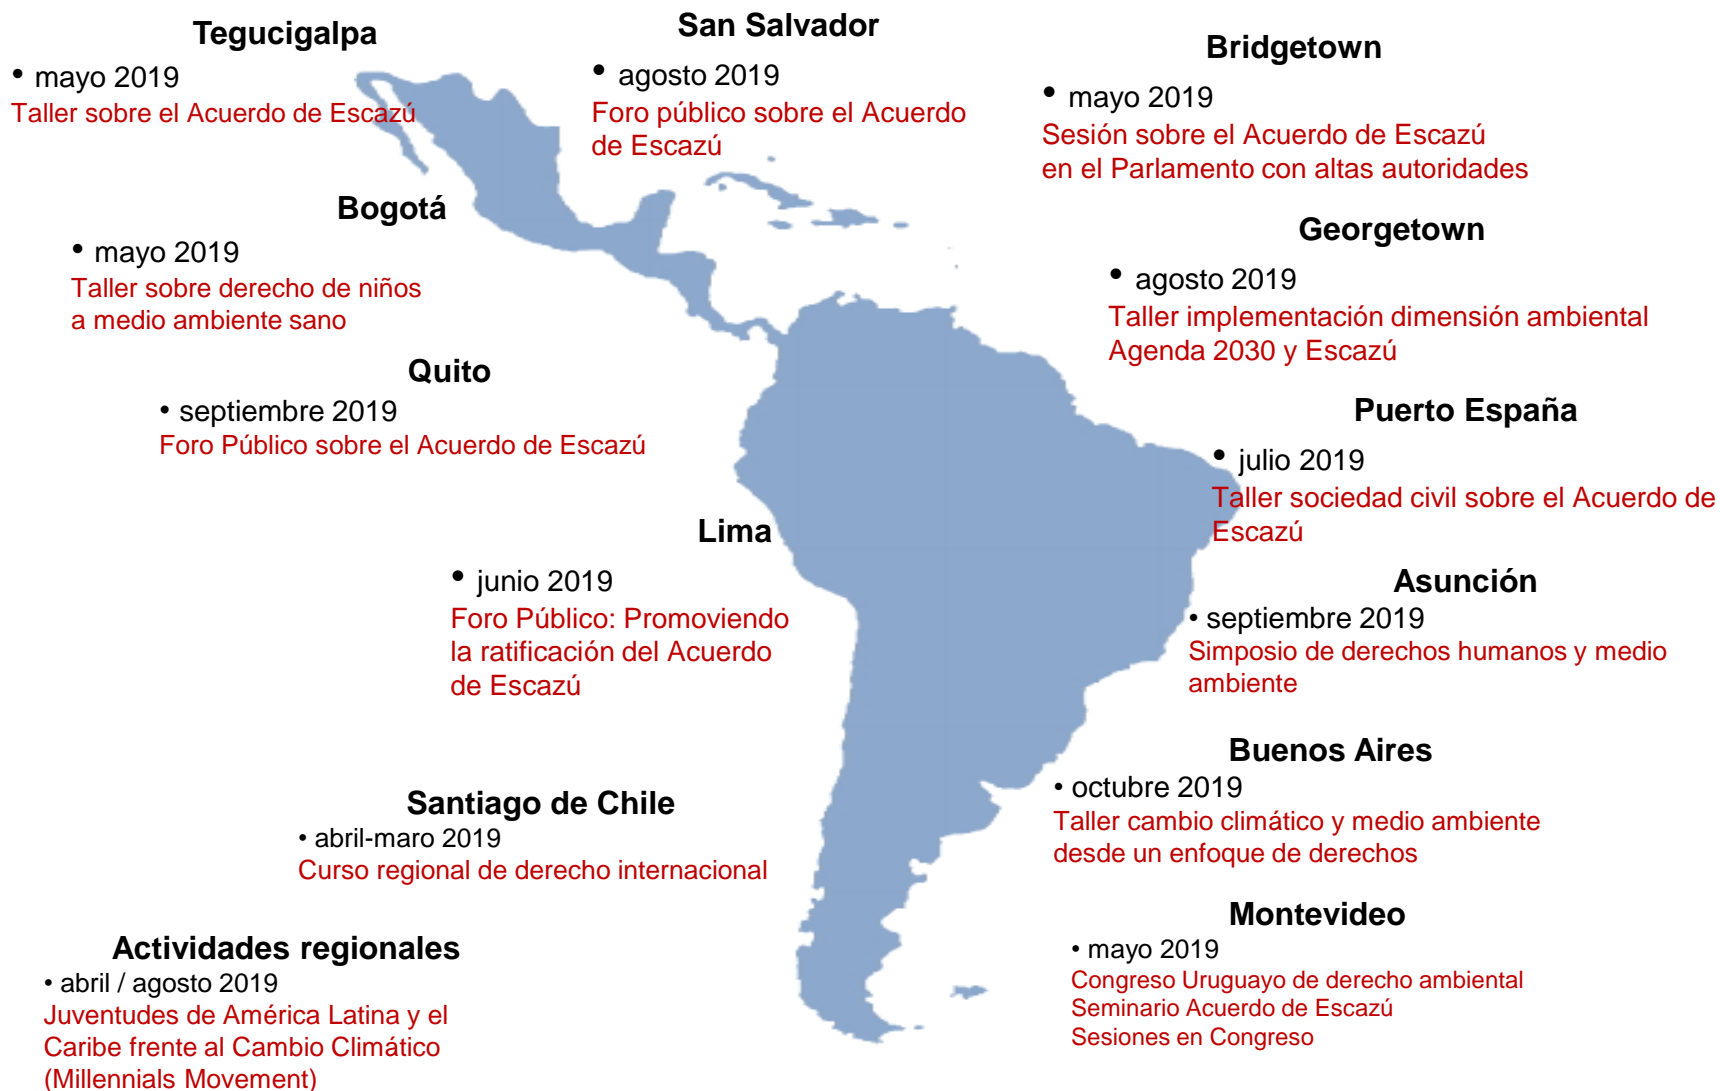 Tegucigalpa
• mayo 2019
Taller sobre el Acuerdo de Escazú
San Salvador
• agosto 2019
Foro público sobre el Acuerdo
de Escazú
Bridgetown
• mayo 2019
Sesión sobre el Acuerdo de Escazú
en el Parlamento con altas autoridades
Bogotá
• mayo 2019
Taller sobre derecho de niños
a medio ambiente sano
Georgetown
• agosto 2019
Taller implementación dimensión ambiental
Agenda 2030 y Escazú
Quito
• septiembre 2019
Foro Público sobre el Acuerdo de Escazú
Puerto España
• julio 2019
Taller sociedad civil sobre el Acuerdo de
Escazú
Lima
• junio 2019
Foro Público: Promoviendo
la ratificación del Acuerdo
de Escazú
Asunción
• septiembre 2019
Simposio de derechos humanos y medio
ambiente
Buenos Aires
• octubre 2019
Taller cambio climático y medio ambiente
desde un enfoque de derechos
Santiago de Chile
• abril-maro 2019
Curso regional de derecho internacional
Montevideo
• mayo 2019
Congreso Uruguayo de derecho ambiental
Seminario Acuerdo de Escazú
Sesiones en Congreso
Actividades regionales
• abril / agosto 2019
Juventudes de América Latina y el
Caribe frente al Cambio Climático
(Millennials Movement)